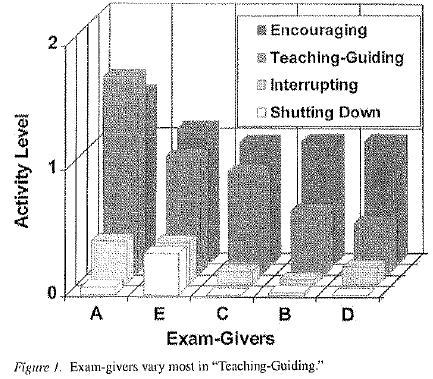 2
Encouraging
Teaching-Guiding
Interrupting
Shutting Down
Activity Level
1
0
A E C B D
Exam-Givers
Figure 1. Exam-givers vary most in “Teaching-Guiding.”